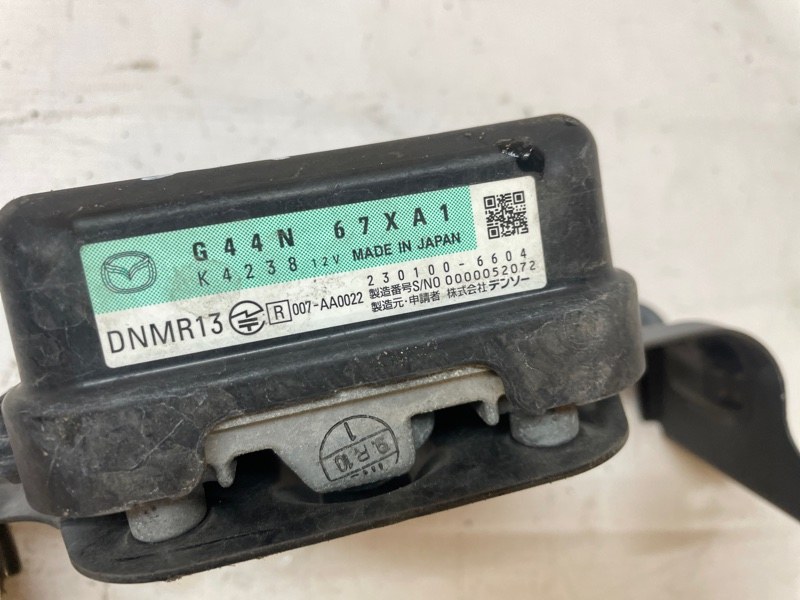 G44N 67XA1
K4238 12V MADE IN JAPAN
230100-6604
製造番号S/N 0000052072
製造元・申請者 株式会社 デンソー
DNMR13 R 007-AA0022
1